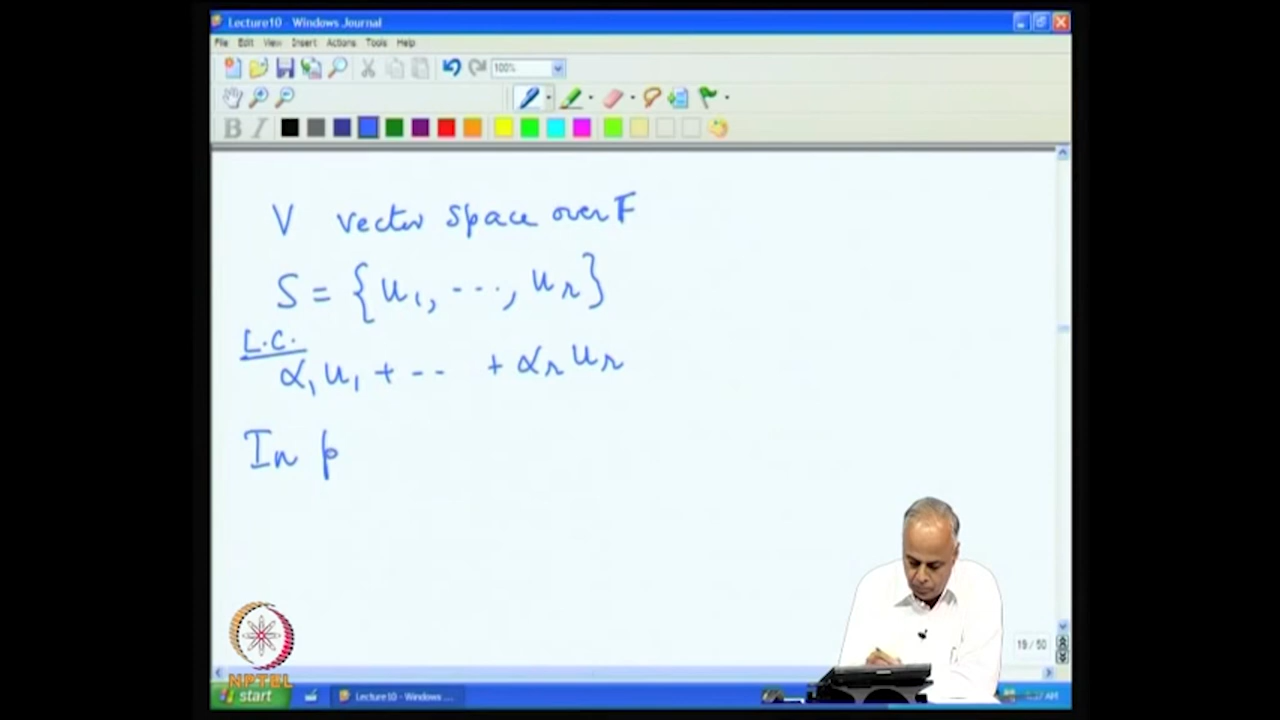 Lecture10 - Windows Journal
File Edit View Insert Actions Tools Help
100%
B I
V vector space over F
S = {u₁, ---, uᵣ}
L.C.
α₁u₁ + -- + αᵣuᵣ
In p
19 / 50
NPTEL
start Lecture10 - Windows ...